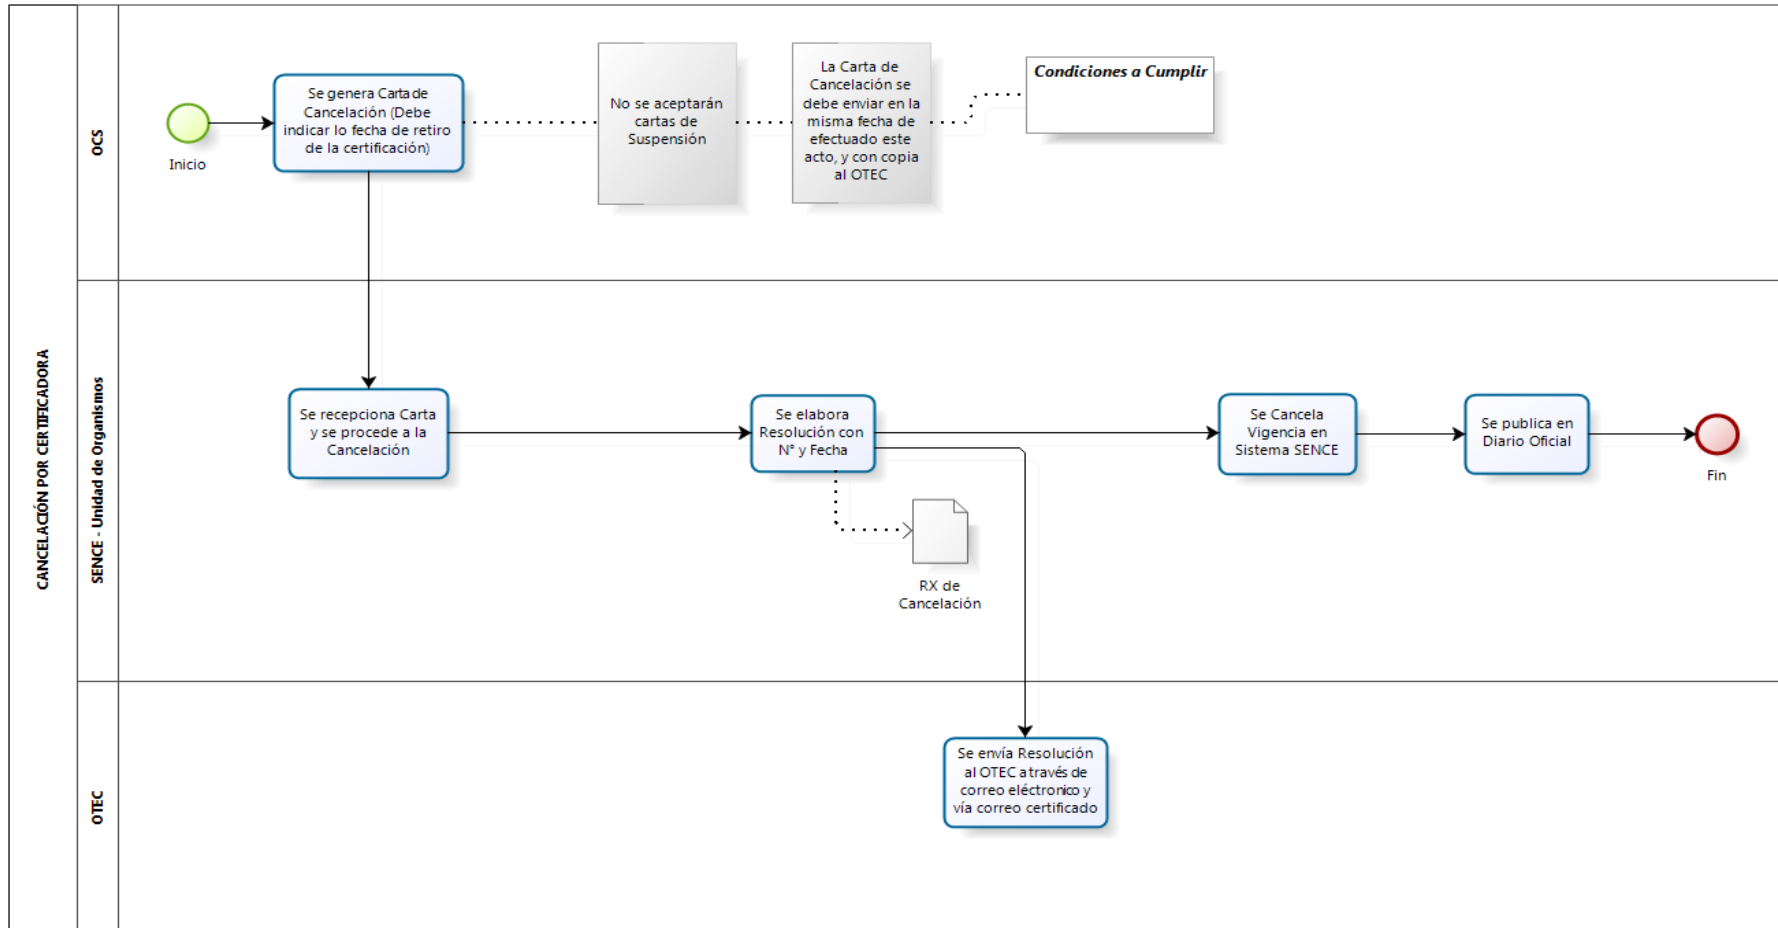 CANCELACIÓN POR CERTIFICADORA
OCS
Inicio
Se genera Carta de
Cancelación (Debe
indicar lo fecha de retiro
de la certificación)
No se aceptarán
cartas de
Suspensión
La Carta de
Cancelación se
debe enviar en la
misma fecha de
efectuado este
acto, y con copia
al OTEC
Condiciones a Cumplir
SENCE - Unidad de Organismos
Se recepciona Carta
y se procede a la
Cancelación
Se elabora
Resolución con
N° y Fecha
RX de
Cancelación
Se Cancela
Vigencia en
Sistema SENCE
Se publica en
Diario Oficial
Fin
OTEC
Se envía Resolución
al OTEC a través de
correo eléctronico y
vía correo certificado